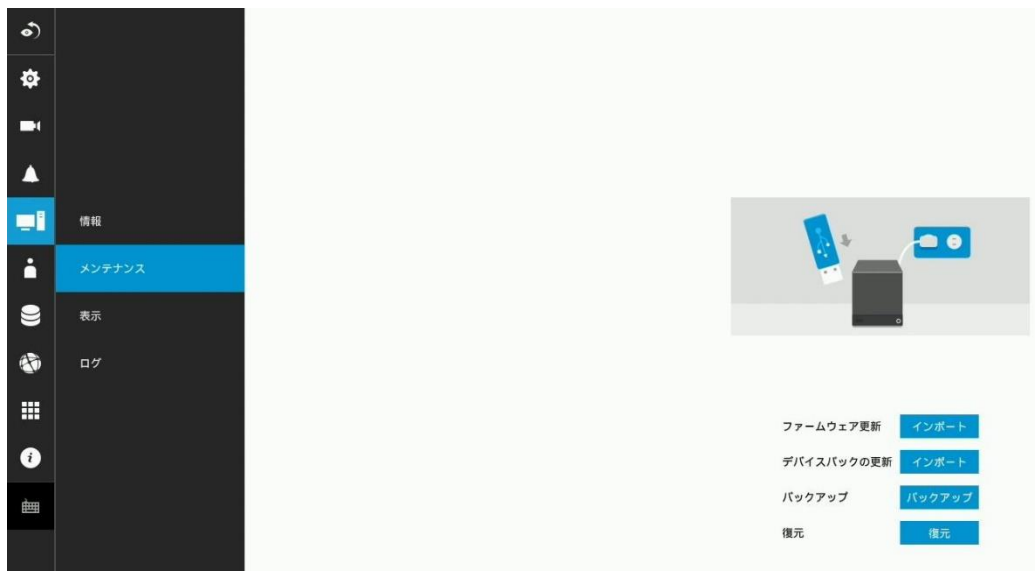 情報
メンテナンス
表示
ログ
ファームウェア更新 インポート
デバイスパックの更新 インポート
バックアップ バックアップ
復元 復元